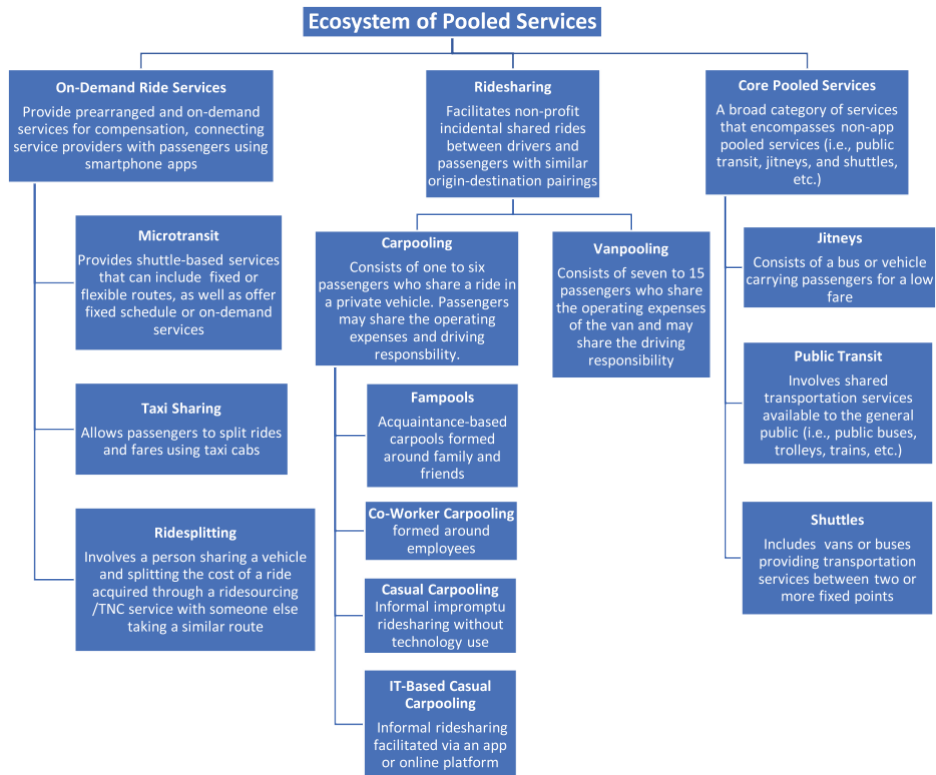 Ecosystem of Pooled Services
On-Demand Ride Services
Provide prearranged and on-demand
services for compensation, connecting
service providers with passengers using
smartphone apps
Microtransit
Provides shuttle-based services
that can include fixed or
flexible routes, as well as offer
fixed schedule or on-demand
services
Taxi Sharing
Allows passengers to split rides
and fares using taxi cabs
Ridesplitting
Involves a person sharing a vehicle
and splitting the cost of a ride
acquired through a ridesourcing
/TNC service with someone else
taking a similar route
Ridesharing
Facilitates non-profit
incidental shared rides
between drivers and
passengers with similar
origin-destination pairings
Carpooling
Consists of one to six
passengers who share a ride in
a private vehicle. Passengers
may share the operating
expenses and driving
responsbility.
Fampools
Acquaintance-based
carpools formed
around family and
friends
Co-Worker Carpooling
formed around
employees
Casual Carpooling
Informal impromptu
ridesharing without
technology use
IT-Based Casual
Carpooling
Informal ridesharing
facilitated via an app
or online platform
Vanpooling
Consists of seven to 15
passengers who share
the operating expenses
of the van and may
share the driving
responsibility
Core Pooled Services
A broad category of services
that encompasses non-app
pooled services (i.e., public
transit, jitneys, and shuttles,
etc.)
Jitneys
Consists of a bus or vehicle
carrying passengers for a low
fare
Public Transit
Involves shared
transportation services
available to the general
public (i.e., public buses,
trolleys, trains, etc.)
Shuttles
Includes vans or buses
providing transportation
services between two or
more fixed points